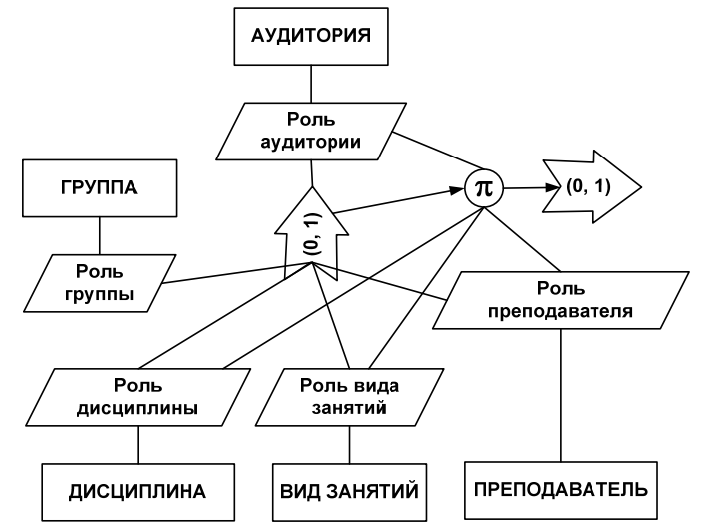 АУДИТОРИЯ
Роль
аудитории
ГРУППА
π
(0, 1)
(0, 1)
Роль
группы
Роль
преподавателя
Роль
дисциплины
Роль вида
занятий
ДИСЦИПЛИНА
ВИД ЗАНЯТИЙ
ПРЕПОДАВАТЕЛЬ